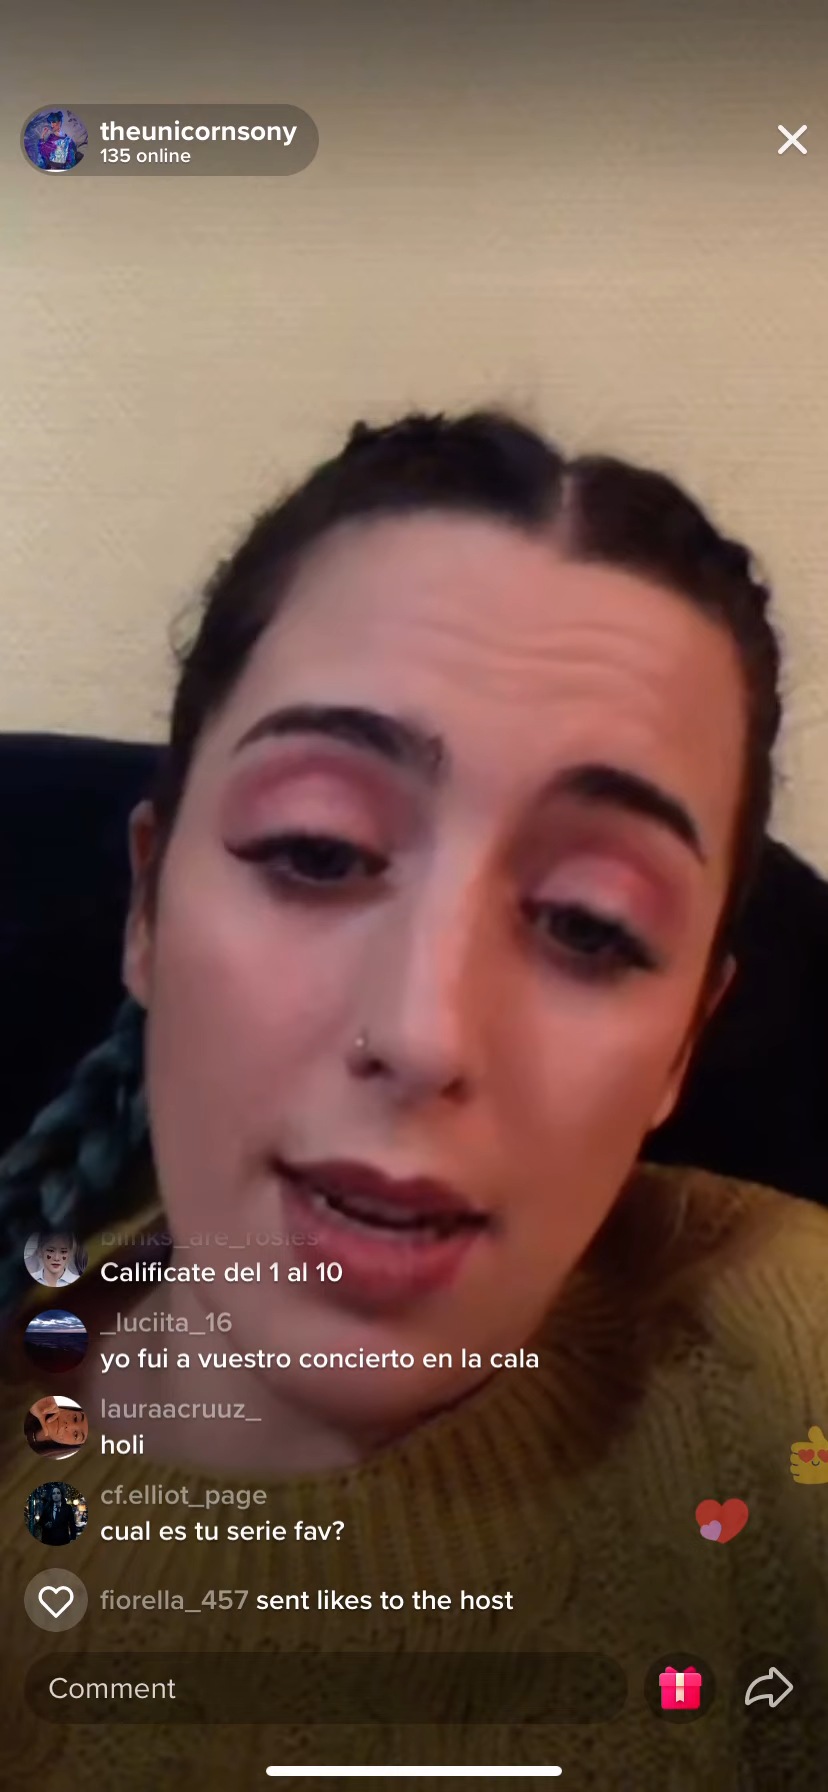 theunicornsony
135 online
blinks_are_rosies
Calificate del 1 al 10
_luciita_16
yo fui a vuestro concierto en la cala
lauraacruuz_
holi
cf.elliot_page
cual es tu serie fav?
fiorella_457 sent likes to the host
Comment